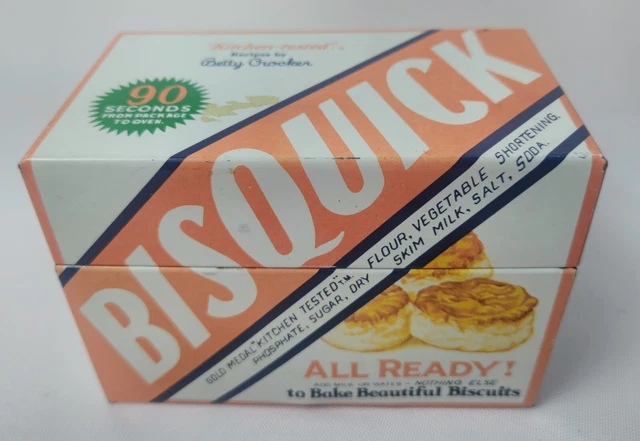 "Kitchen-tested"
Recipes by
Betty Crocker
90
SECONDS
FROM PACKAGE
TO OVEN.
BISQUICK
GOLD MEDAL "KITCHEN TESTED"T.M. FLOUR, VEGETABLE SHORTENING,
PHOSPHATE, SUGAR, DRY SKIM MILK, SALT, SODA.
ALL READY!
ADD MILK OR WATER - NOTHING ELSE
to Bake Beautiful Biscuits